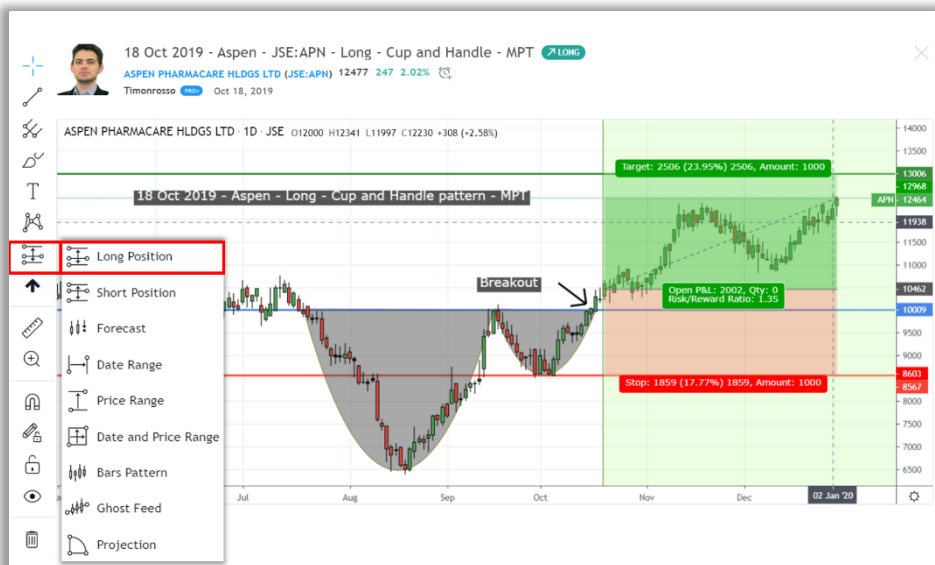 18 Oct 2019 - Aspen - JSE:APN - Long - Cup and Handle - MPT LONG
ASPEN PHARMACARE HLDGS LTD (JSE:APN) 12477 247 2.02%
Timonrosso PRO+ Oct 18, 2019
ASPEN PHARMACARE HLDGS LTD · 1D · JSE O12000 H12341 L11997 C12230 +308 (+2.58%)
14000
13500
Target: 2506 (23.95%) 2506, Amount: 1000
13006
12968
18 Oct 2019 - Aspen - Long - Cup and Handle pattern - MPT
APN 12464
11938
11500
T
Long Position
Short Position
Forecast
Date Range
Price Range
Date and Price Range
Bars Pattern
Ghost Feed
Projection
11000
Breakout
Open P&L: 2002, Qty: 0
Risk/Reward Ratio: 1.35
10462
10009
9500
9000
8603
Stop: 1859 (17.77%) 1859, Amount: 1000
8567
8000
7500
7000
6500
Jul Aug Sep Oct Nov Dec 02 Jan '20